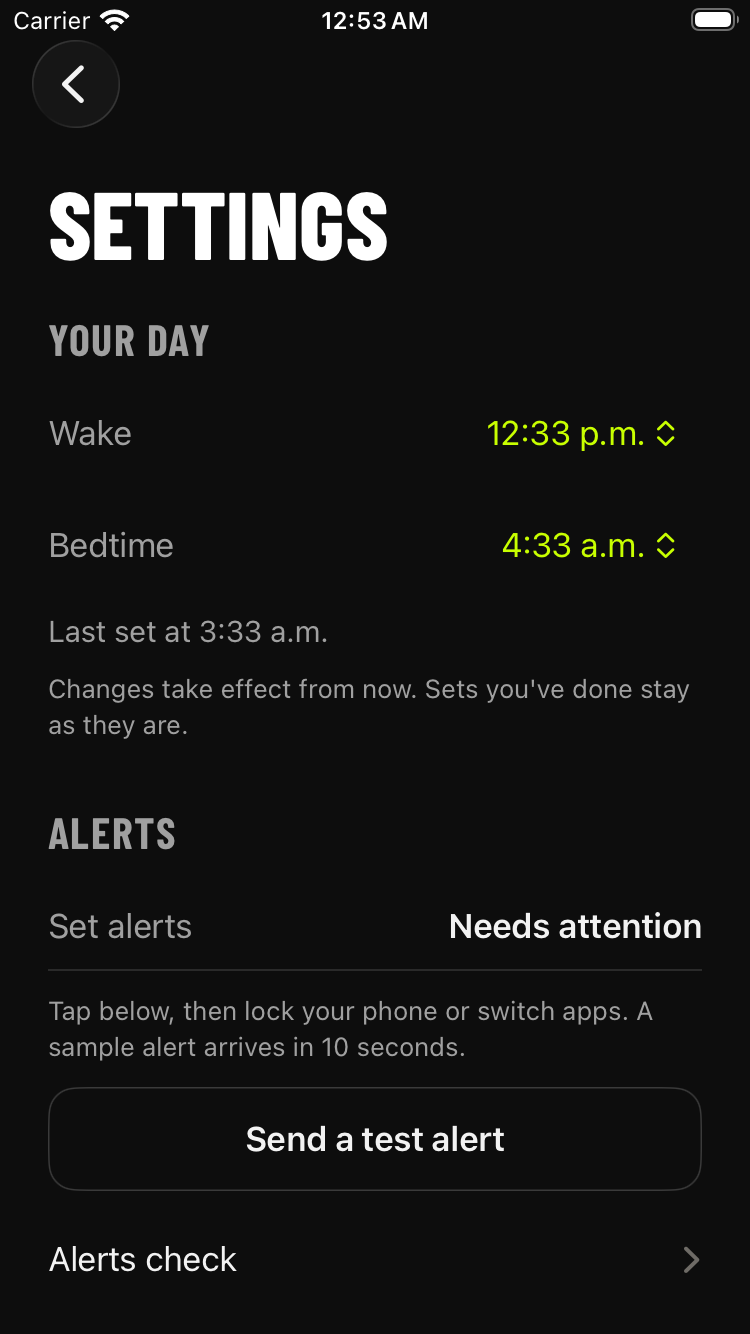 Carrier 12:53 AM
SETTINGS
YOUR DAY
Wake 12:33 p.m.
Bedtime 4:33 a.m.
Last set at 3:33 a.m.
Changes take effect from now. Sets you've done stay
as they are.
ALERTS
Set alerts Needs attention
Tap below, then lock your phone or switch apps. A
sample alert arrives in 10 seconds.
Send a test alert
Alerts check